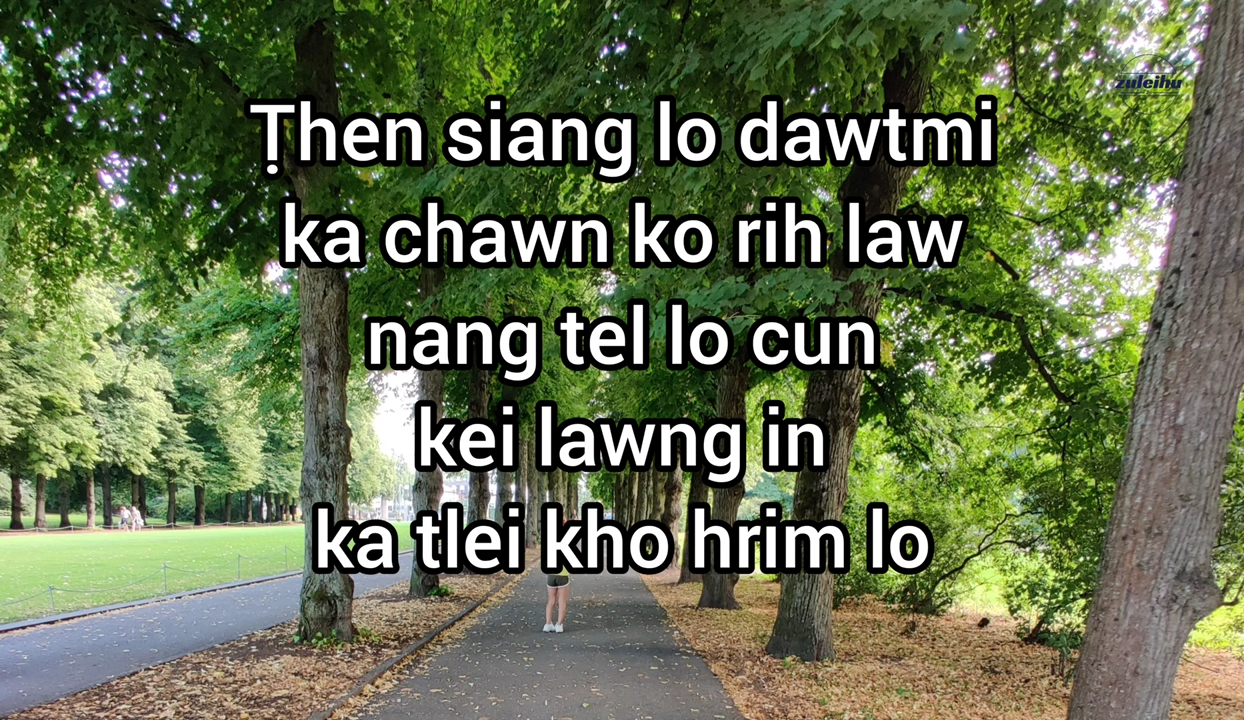 Ṭhen siang lo dawtmi
ka chawn ko rih law
nang tel lo cun
kei lawng in
ka tlei kho hrim lo
zuleihu